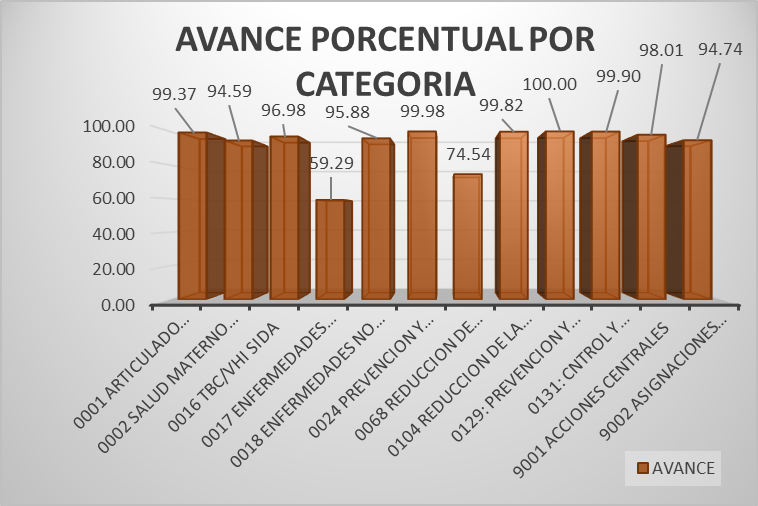 AVANCE PORCENTUAL POR
CATEGORIA
99.37
94.59
96.98
59.29
95.88
99.98
74.54
99.82
100.00
99.90
98.01
94.74
100.00
80.00
60.00
40.00
20.00
0.00
0001 ARTICULADO...
0002 SALUD MATERNO...
0016 TBC/VHI SIDA
0017 ENFERMEDADES...
0018 ENFERMEDADES NO...
0024 PREVENCION Y...
0068 REDUCCION DE...
0104 REDUCCION DE LA...
0129: PREVENCION Y...
0131: CNTROL Y...
9001 ACCIONES CENTRALES
9002 ASIGNACIONES...
AVANCE